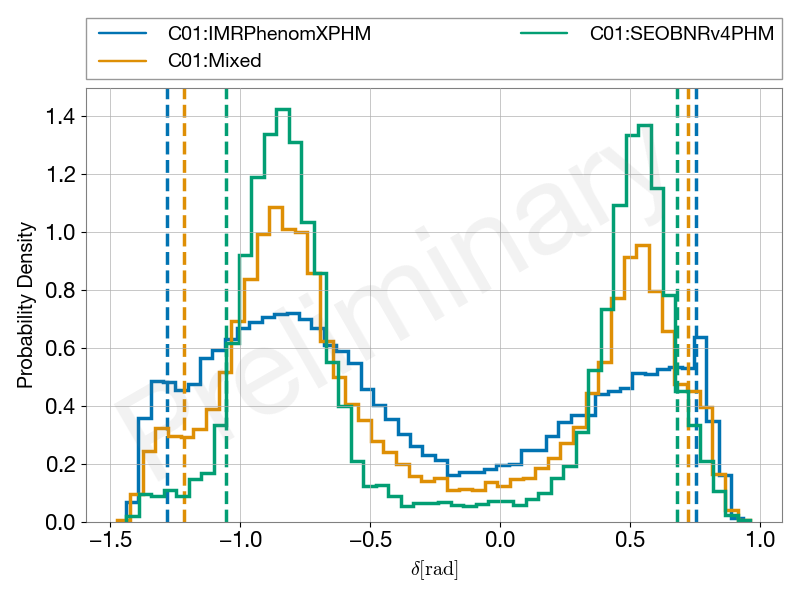 C01:IMRPhenomXPHM
C01:SEOBNRv4PHM
C01:Mixed
Preliminary
Probability Density
1.4
1.2
1.0
0.8
0.6
0.4
0.2
0.0
−1.5 −1.0 −0.5 0.0 0.5 1.0
δ[rad]